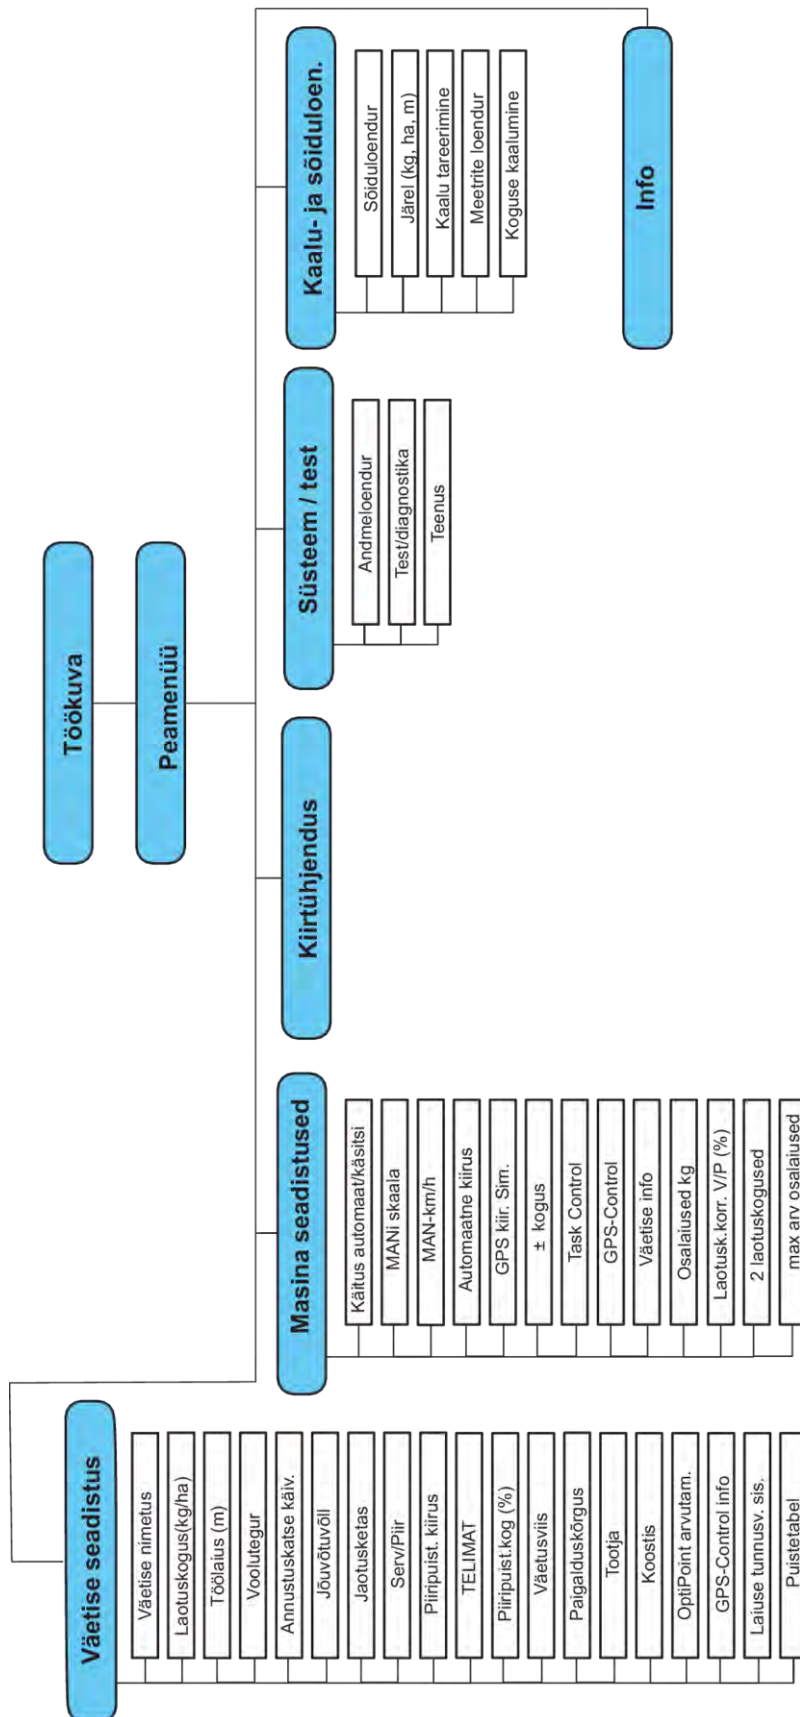 Töökuva
Peamenüü
Väetise seadistus
Väetise nimetus
Laotuskogus(kg/ha)
Töölaius (m)
Voolutegur
Annustuskatse käiv.
Jõuvõtuvõll
Jaotusketas
Serv/Piir
Piiripuist. kiirus
TELIMAT
Piiripuist.kog (%)
Väetusviis
Paigalduskõrgus
Tootja
Koostis
OptiPoint arvutam.
GPS-Control info
Laiuse tunnusv. sis.
Puistetabel
Masina seadistused
Käitus automaat/käsitsi
MANi skaala
MAN-km/h
Automaatne kiirus
GPS kiir. Sim.
± kogus
Task Control
GPS-Control
Väetise info
Osalaiused kg
Laotusk.korr. V/P (%)
2 laotuskogused
max arv osalaiused
Kiirtühjendus
Süsteem / test
Andmeloendur
Test/diagnostika
Teenus
Kaalu- ja sõiduloen.
Sõiduloendur
Järel (kg, ha, m)
Kaalu tareerimine
Meetrite loendur
Koguse kaalumine
Info